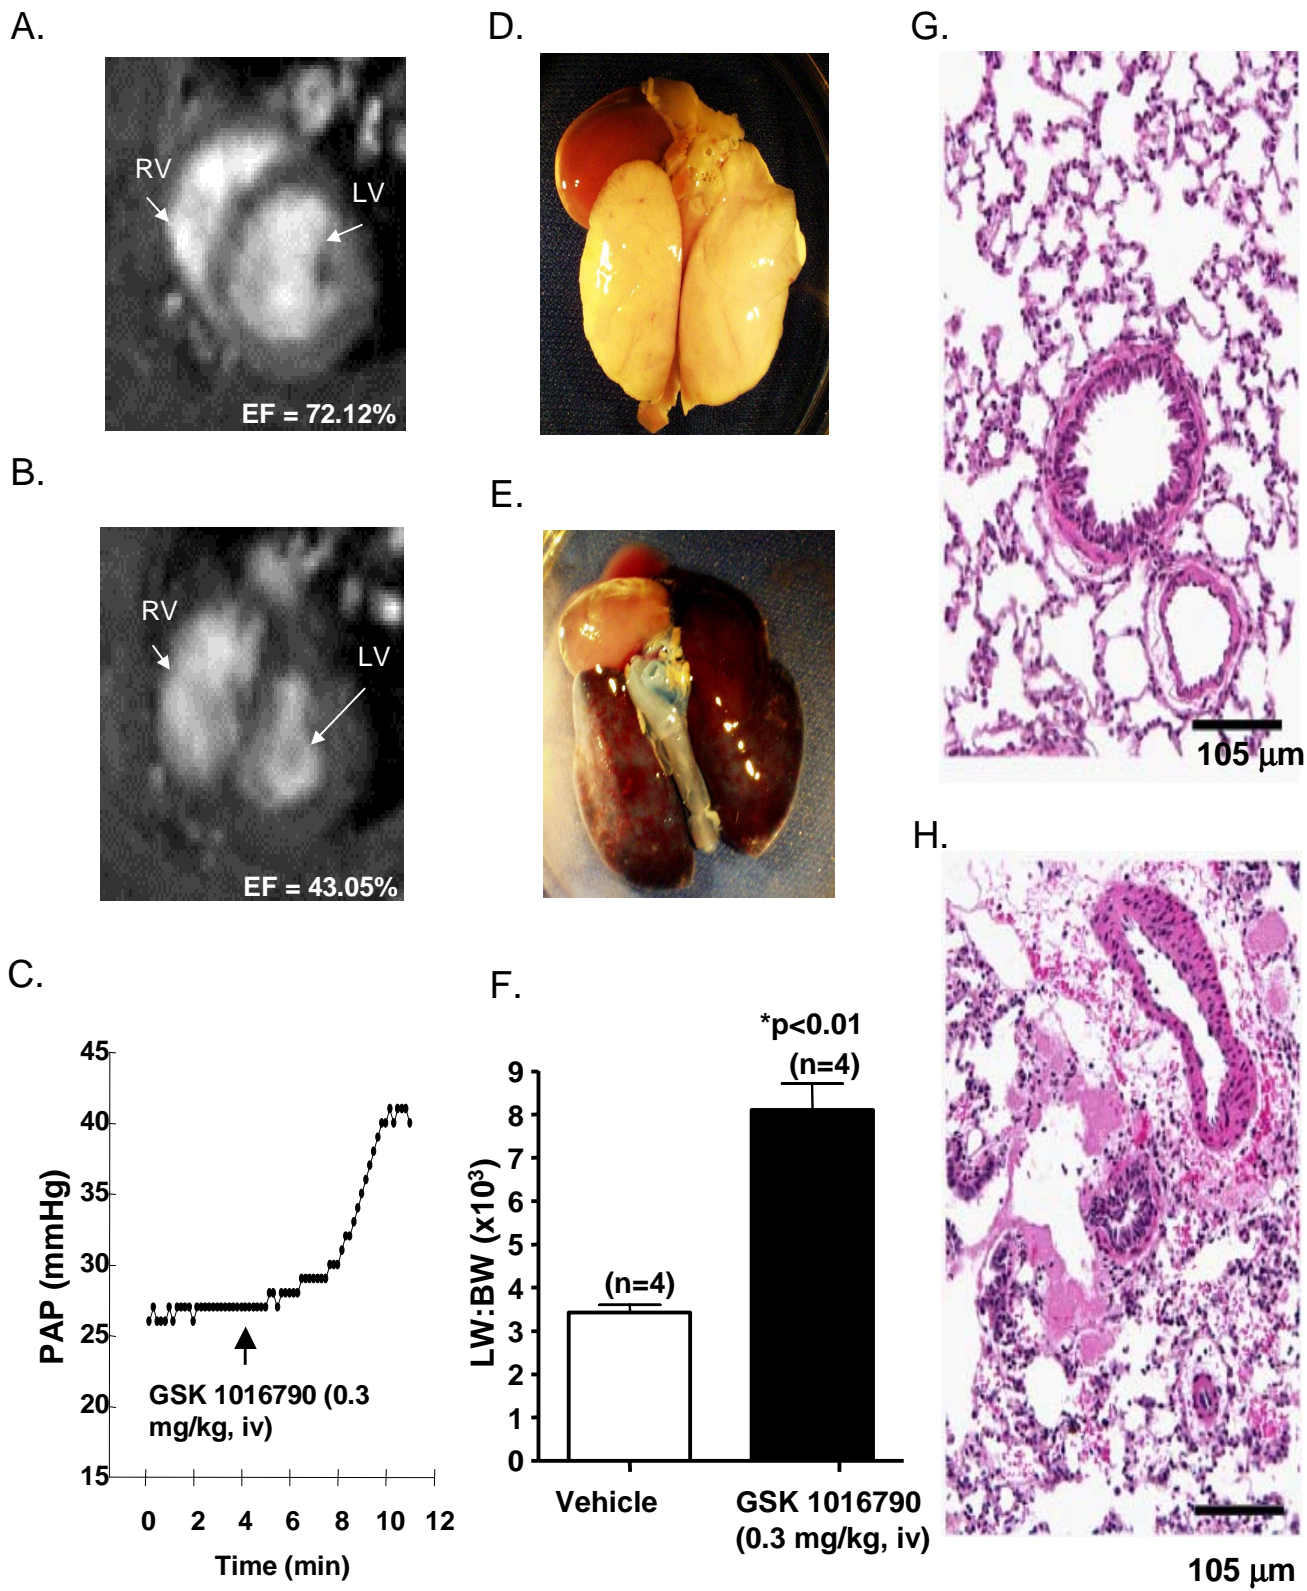 A.
RV
LV
EF = 72.12%
B.
RV
LV
EF = 43.05%
C.
45
40
35
30
25
20
15
PAP (mmHg)
GSK 1016790 (0.3
mg/kg, iv)
0 2 4 6 8 10 12
Time (min)
D.
E.
F.
*p<0.01
(n=4)
(n=4)
9
8
7
6
5
4
3
2
1
0
LW:BW (x10³)
Vehicle
GSK 1016790
(0.3 mg/kg, iv)
G.
105 μm
H.
105 μm